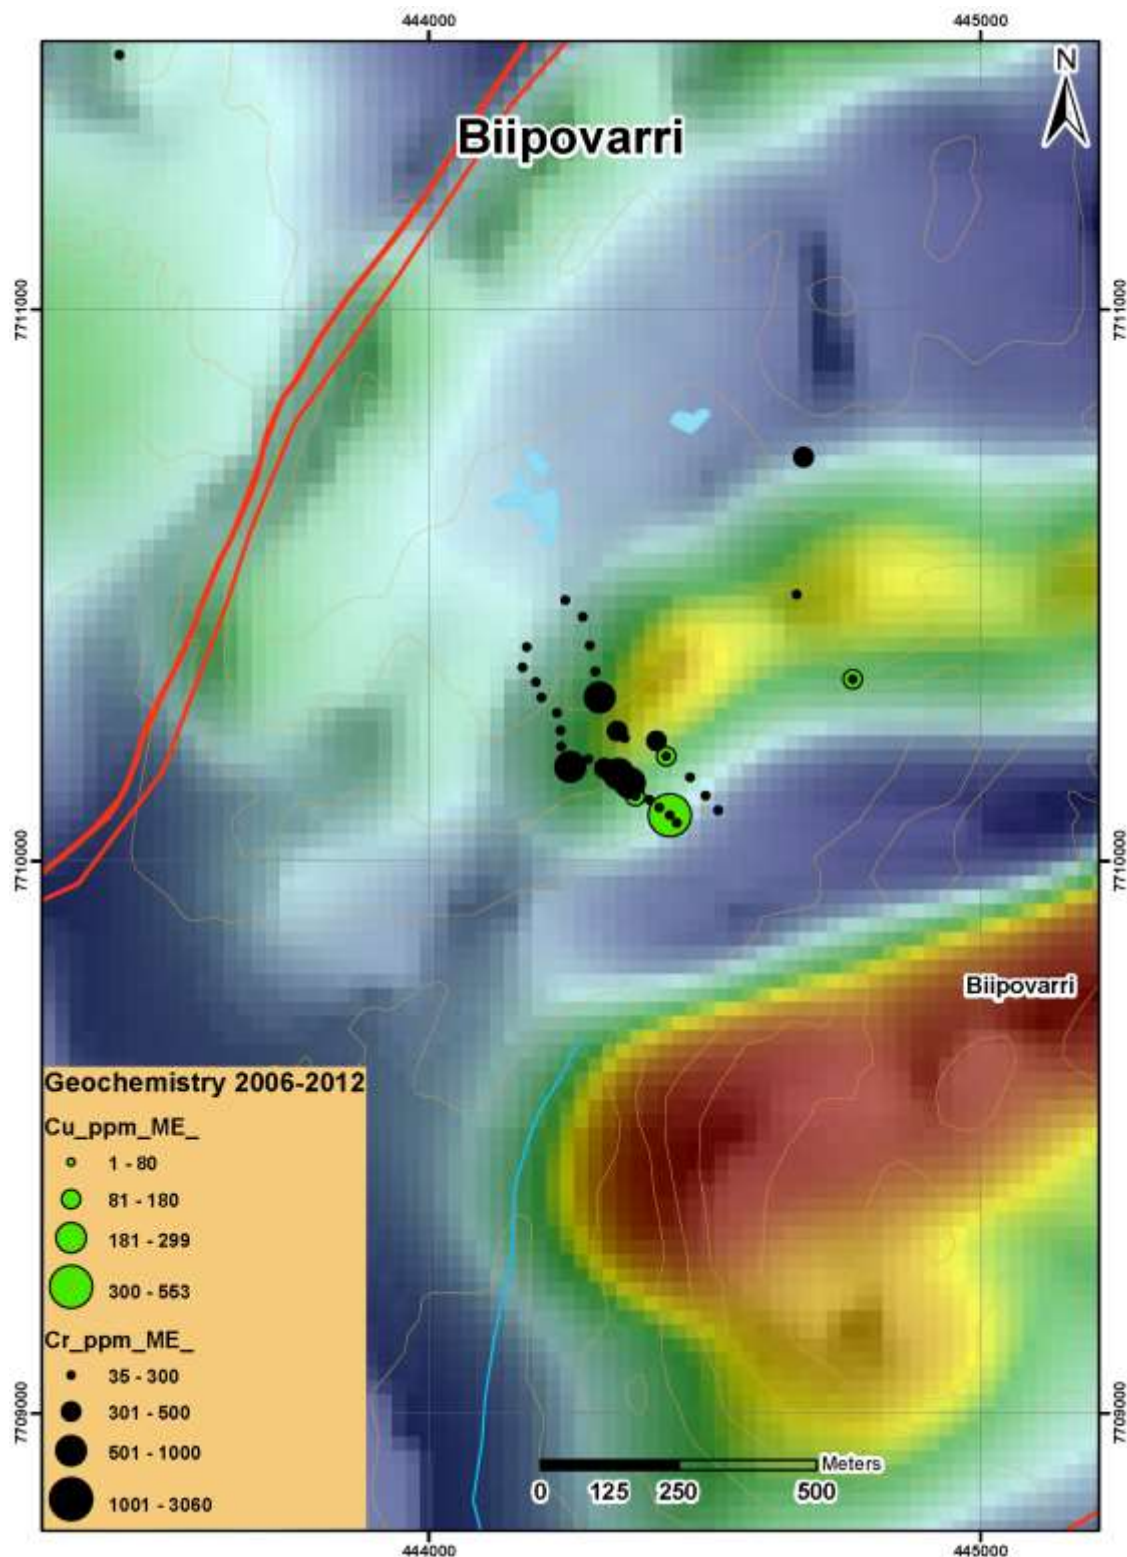 444000 445000
N
Biipovarri
7711000 7711000
7710000 7710000
Biipovarri
Geochemistry 2006-2012
Cu_ppm_ME_
1 - 80
81 - 180
181 - 299
300 - 553
Cr_ppm_ME_
35 - 300
301 - 500
501 - 1000
1001 - 3060
7709000 7709000
Meters
0 125 250 500
444000 445000